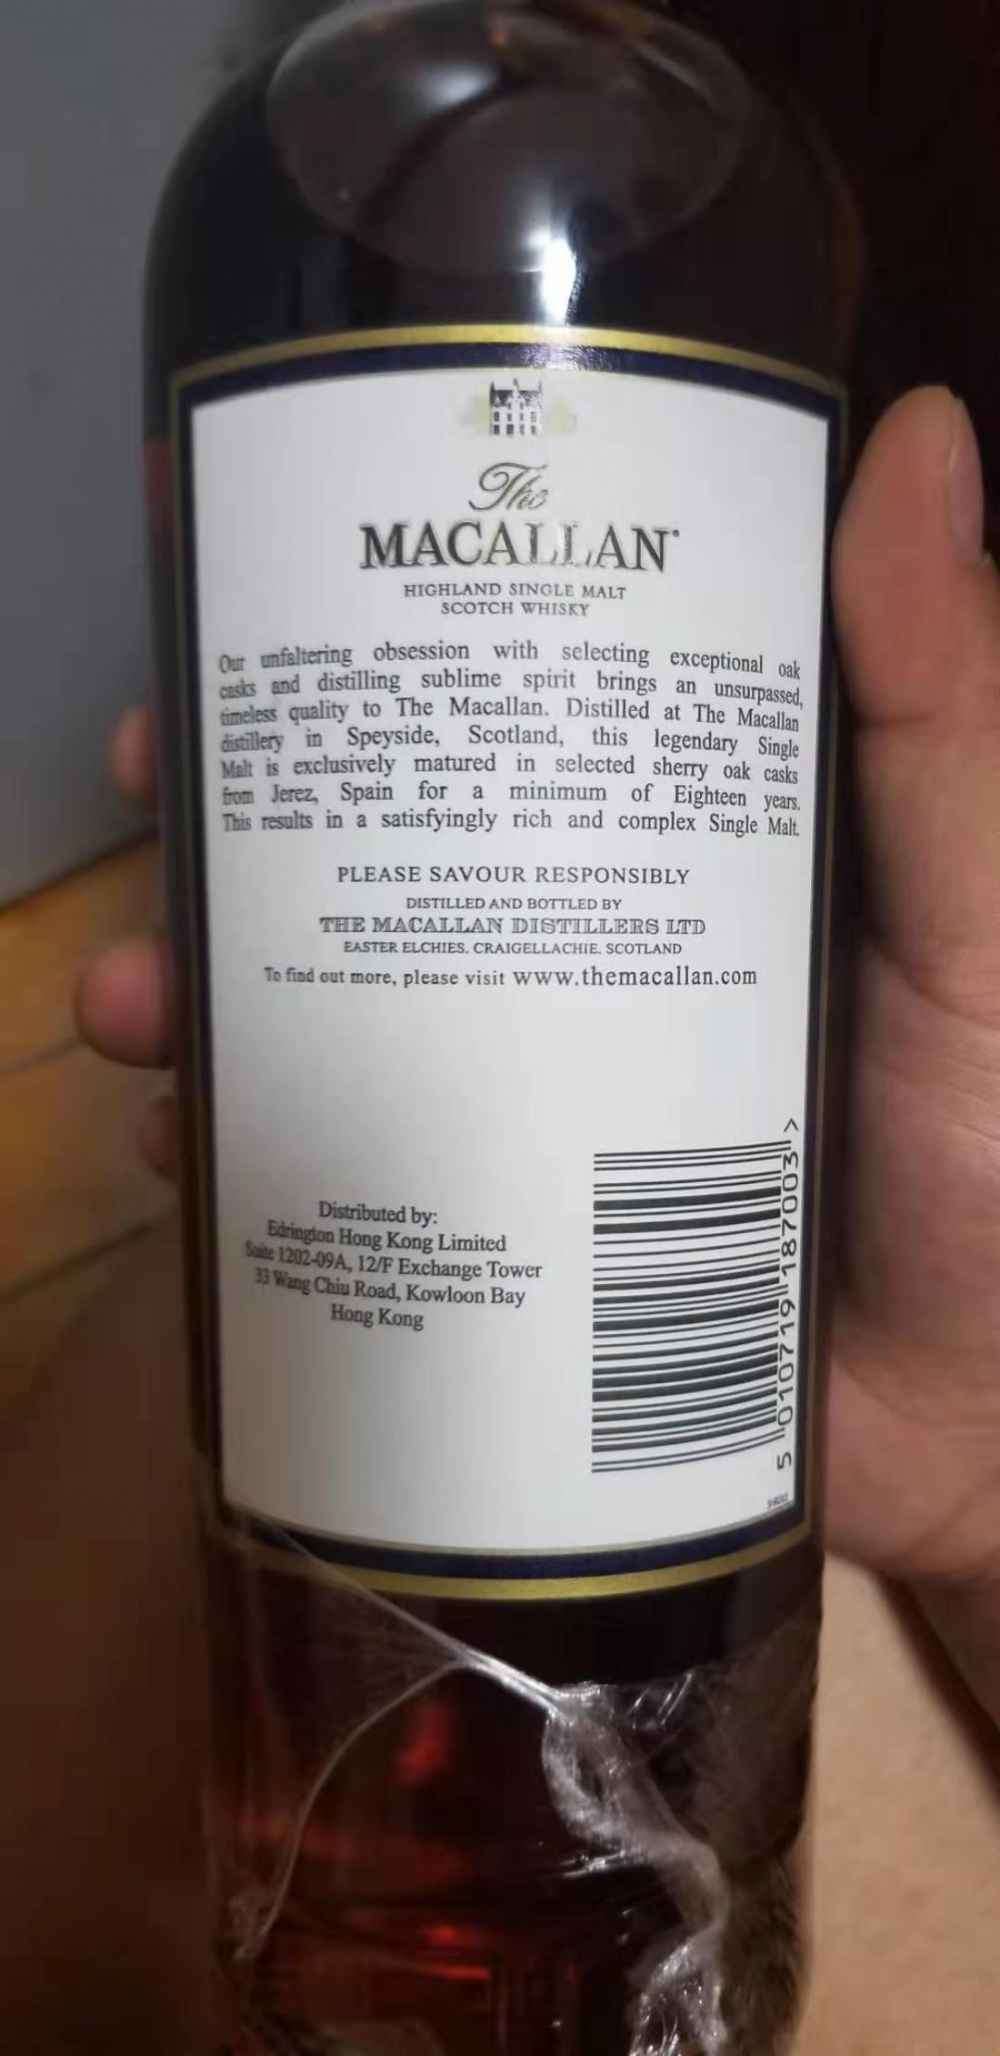 The
MACALLAN
HIGHLAND SINGLE MALT
SCOTCH WHISKY
Our unfaltering obsession with selecting exceptional oak
casks and distilling sublime spirit brings an unsurpassed,
timeless quality to The Macallan. Distilled at The Macallan
distillery in Speyside, Scotland, this legendary Single
Malt is exclusively matured in selected sherry oak casks
from Jerez, Spain for a minimum of Eighteen years.
This results in a satisfyingly rich and complex Single Malt.
PLEASE SAVOUR RESPONSIBLY
DISTILLED AND BOTTLED BY
THE MACALLAN DISTILLERS LTD
EASTER ELCHIES, CRAIGELLACHIE, SCOTLAND
To find out more, please visit www.themacallan.com
Distributed by:
Edrington Hong Kong Limited
Suite 1202-09A, 12/F Exchange Tower
33 Wang Chiu Road, Kowloon Bay
Hong Kong
5 010719 187003 >